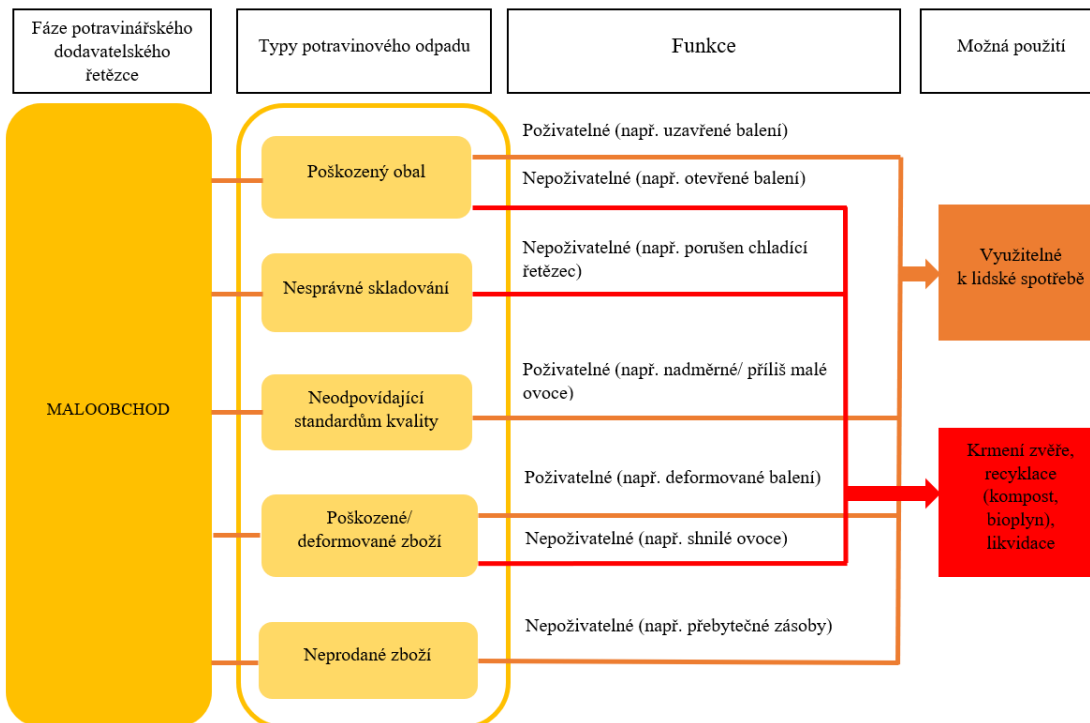 Fáze potravinářského
dodavatelského
řetězce
Typy potravinového odpadu
Funkce
Možná použití
MALOOBCHOD
Poškozený obal
Nesprávné skladování
Neodpovídající
standardům kvality
Poškozené/
deformované zboží
Neprodané zboží
Poživatelné (např. uzavřené balení)
Nepoživatelné (např. otevřené balení)
Nepoživatelné (např. porušen chladící
řetězec)
Poživatelné (např. nadměrné/ příliš malé
ovoce)
Poživatelné (např. deformované balení)
Nepoživatelné (např. shnilé ovoce)
Nepoživatelné (např. přebytečné zásoby)
Využitelné
k lidské spotřebě
Krmení zvěře,
recyklace
(kompost,
bioplyn),
likvidace